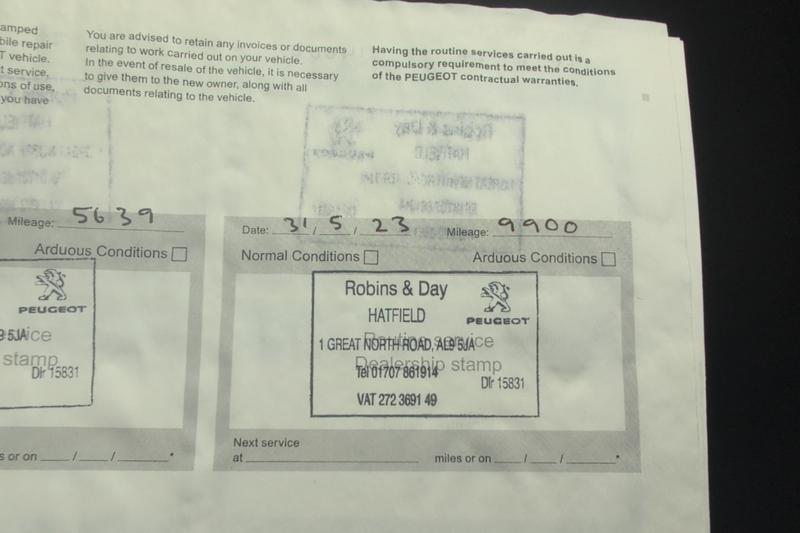 amped
bile repair
T vehicle.
t service,
ons of use,
you have
You are advised to retain any invoices or documents
relating to work carried out on your vehicle.
In the event of resale of the vehicle, it is necessary
to give them to the new owner, along with all
documents relating to the vehicle.
Having the routine services carried out is a
compulsory requirement to meet the conditions
of the PEUGEOT contractual warranties.
Mileage: 5639
Arduous Conditions
PEUGEOT
9 5JA
ice
stamp
Dlr 15831
s or on / / *
Date: 31 / 5 / 23 Mileage: 9900
Normal Conditions Arduous Conditions
Robins & Day
HATFIELD
PEUGEOT
1 GREAT NORTH ROAD, AL9 5JA
Routine service
Dealership stamp
Tel 01707 861914
Dlr 15831
VAT 272 3691 49
Next service
at miles or on / / *